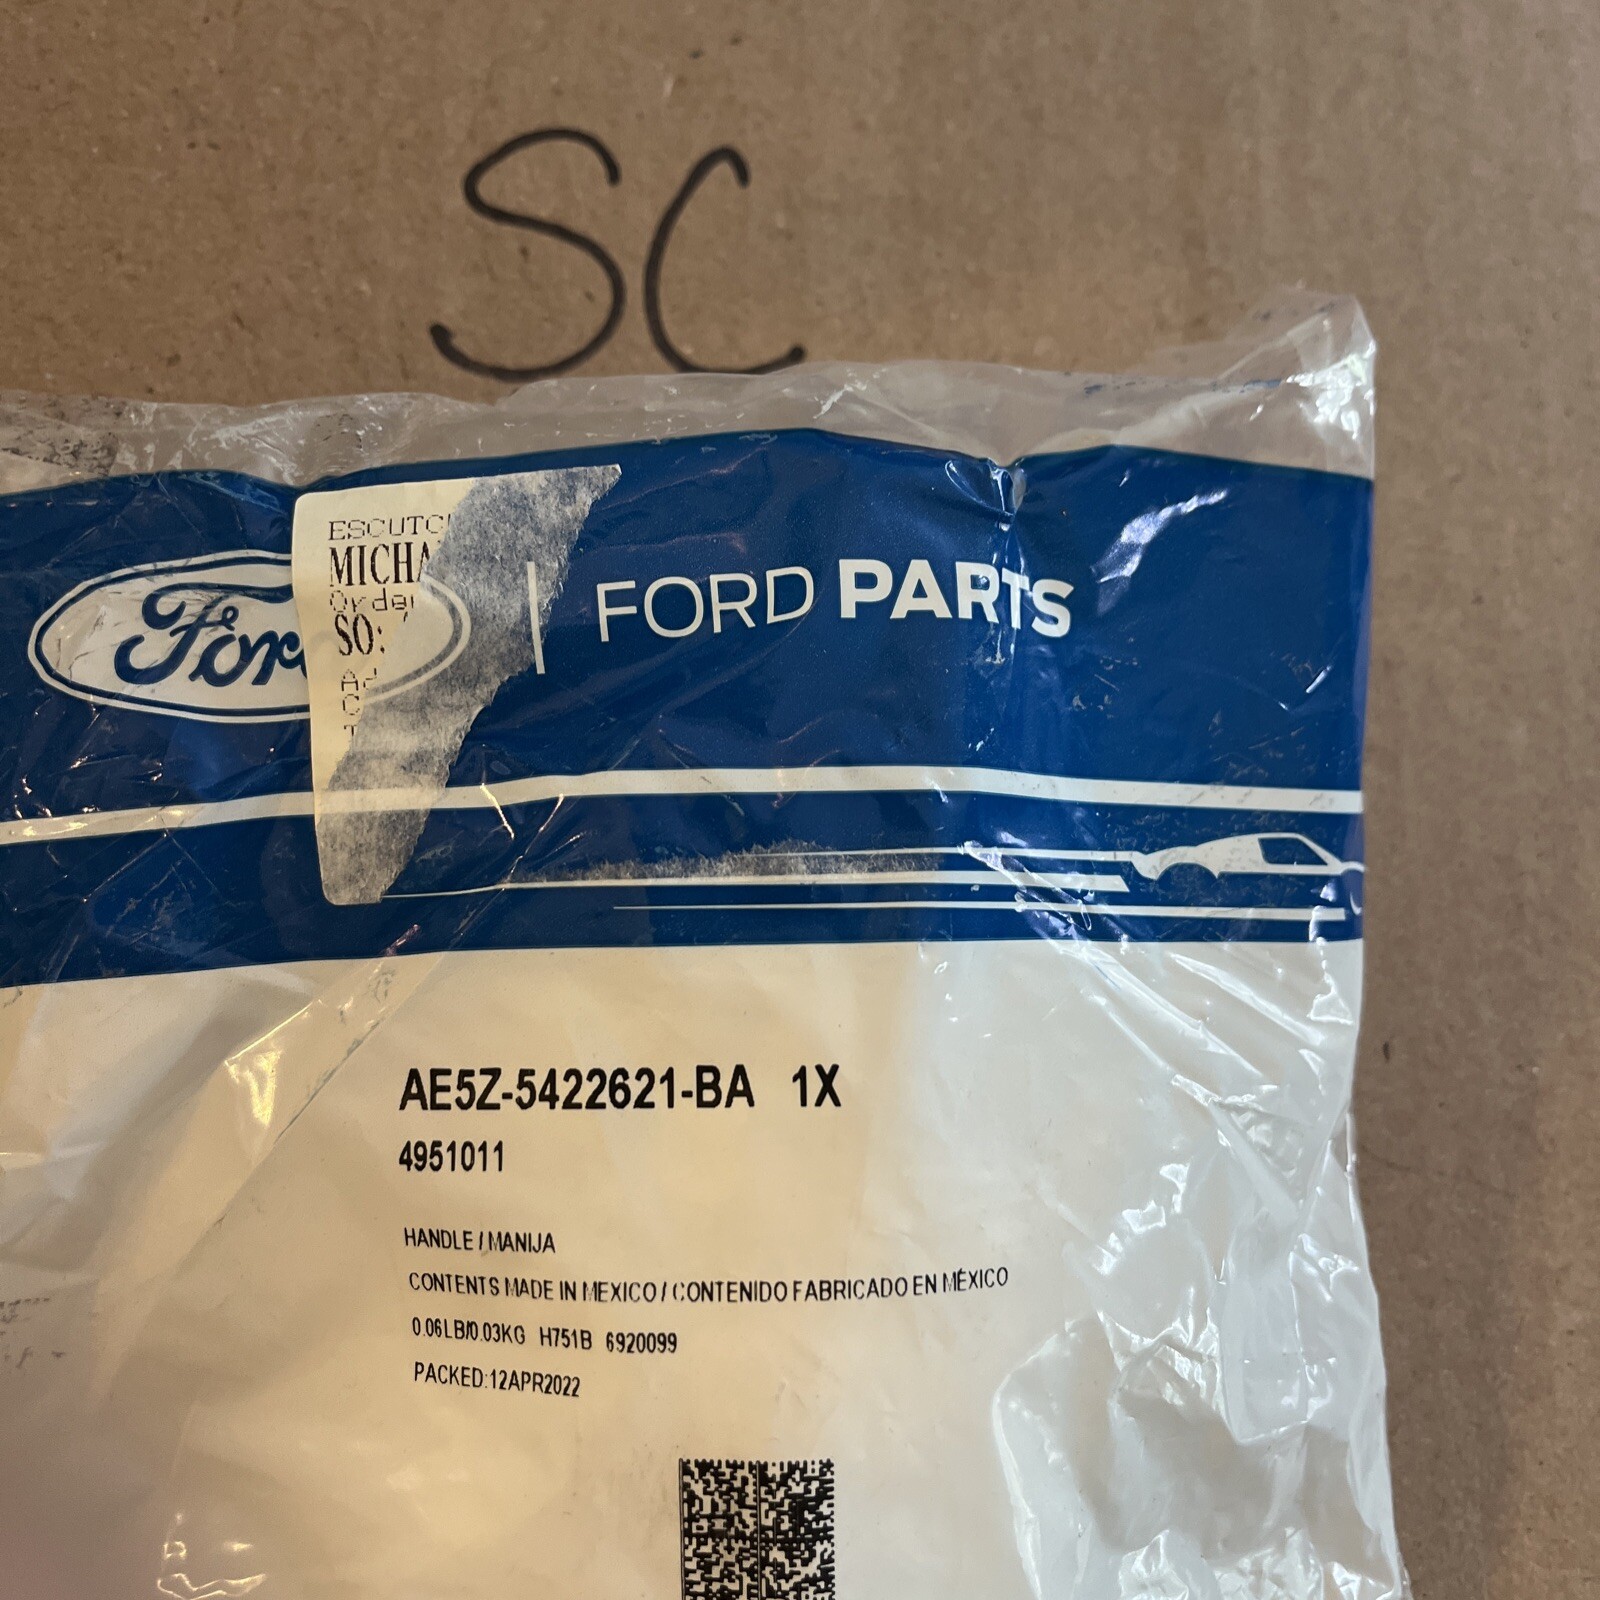 SC
ESCUTC
MICHA
Order
SO:
Ford
FORD PARTS
AE5Z-5422621-BA 1X
4951011
HANDLE / MANIJA
CONTENTS MADE IN MEXICO / CONTENIDO FABRICADO EN MÉXICO
0.06LB/0.03KG H751B 6920099
PACKED:12APR2022